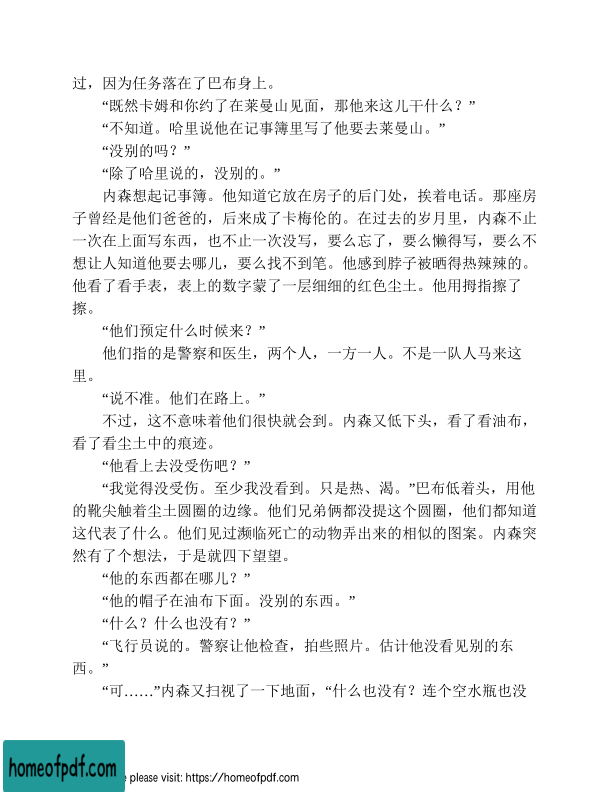 过，因为任务落在了巴布身上。
“既然卡姆和你约了在莱曼山见面，那他来这儿干什么？”
“不知道。哈里说他在记事簿里写了他要去莱曼山。”
“没别的吗？”
“除了哈里说的，没别的。”
内森想起记事簿。他知道它放在房子的后门处，挨着电话。那座房
子曾经是他们爸爸的，后来成了卡梅伦的。在过去的岁月里，内森不止
一次在上面写东西，也不止一次没写，要么忘了，要么懒得写，要么不
想让人知道他要去哪儿，要么找不到笔。他感到脖子被晒得热辣辣的。
他看了看手表，表上的数字蒙了一层细细的红色尘土。他用拇指擦了
擦。
“他们预定什么时候来？”
他们指的是警察和医生，两个人，一方一人。不是一队人马来这
里。
“说不准。他们在路上。”
不过，这不意味着他们很快就会到。内森又低下头，看了看油布，
看了看尘土中的痕迹。
“他看上去没受伤吧？”
“我觉得没受伤。至少我没看到。只是热、渴。”巴布低着头，用他
的靴尖触着尘土圆圈的边缘。他们兄弟俩都没提这个圆圈，他们都知道
这代表了什么。他们见过濒临死亡的动物弄出来的相似的图案。内森突
然有了个想法，于是就四下望望。
“他的东西都在哪儿？”
“他的帽子在油布下面。没别的东西。”
“什么？什么也没有？”
“飞行员说的。警察让他检查，拍些照片。估计他没看见别的东
西。”
“可……”内森又扫视了一下地面，“什么也没有？连个空水瓶也没
homeofpdf.com
e please visit: https://homeofpdf.com